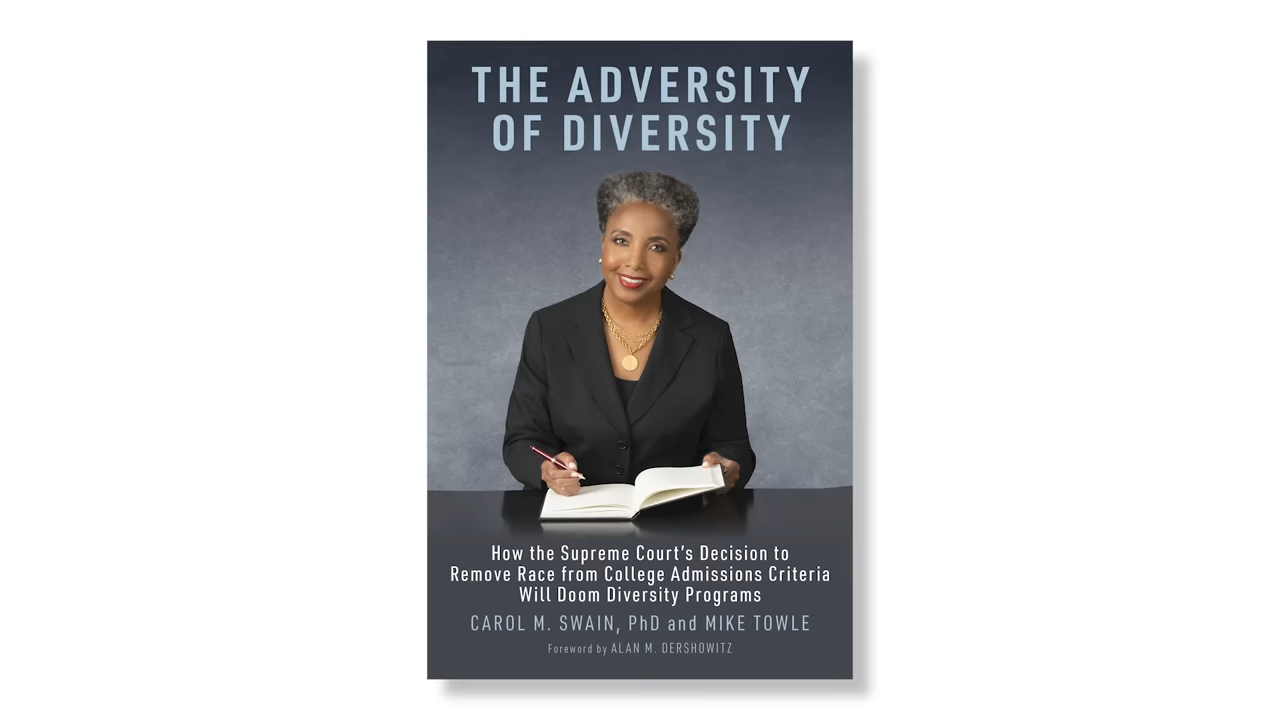 THE ADVERSITY
OF DIVERSITY
How the Supreme Court's Decision to
Remove Race from College Admissions Criteria
Will Doom Diversity Programs
CAROL M. SWAIN, PhD and MIKE TOWLE
Foreword by ALAN M. DERSHOWITZ